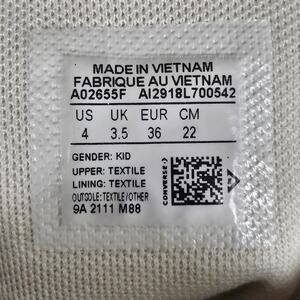 MADE IN VIETNAM
FABRIQUE AU VIETNAM
A02655F AI2918L700542
US UK EUR CM
4 3.5 36 22
GENDER: KID
UPPER: TEXTILE
LINING: TEXTILE
OUTSOLE: TEXTILE/OTHER
9A 2111 M88
CONVERSE